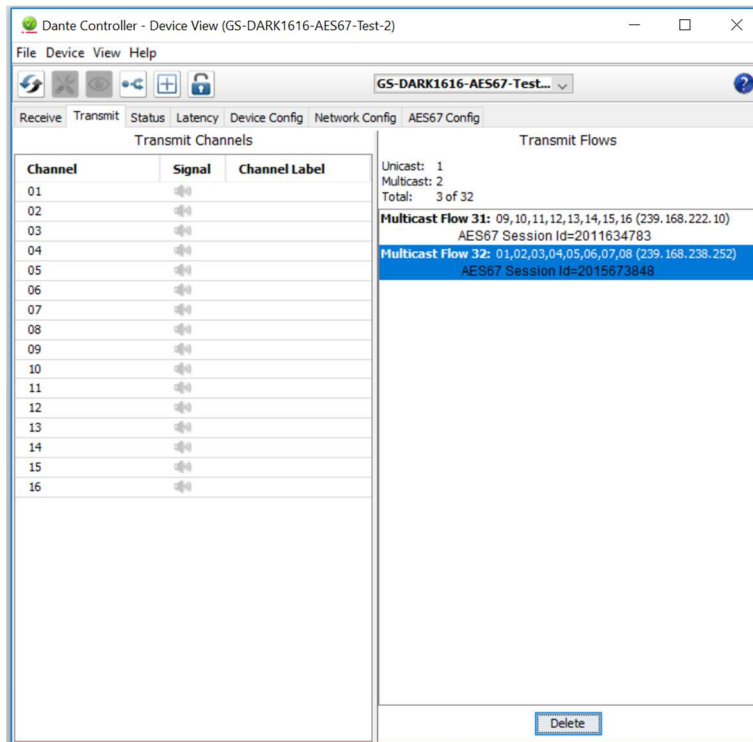 Dante Controller - Device View (GS-DARK1616-AES67-Test-2)
File Device View Help
GS-DARK1616-AES67-Test...
Receive Transmit Status Latency Device Config Network Config AES67 Config
Transmit Channels
Channel Signal Channel Label
01
02
03
04
05
06
07
08
09
10
11
12
13
14
15
16
Transmit Flows
Unicast: 1
Multicast: 2
Total: 3 of 32
Multicast Flow 31: 09,10,11,12,13,14,15,16 (239.168.222.10)
AES67 Session Id=2011634783
Multicast Flow 32: 01,02,03,04,05,06,07,08 (239.168.238.252)
AES67 Session Id=2015673848
Delete